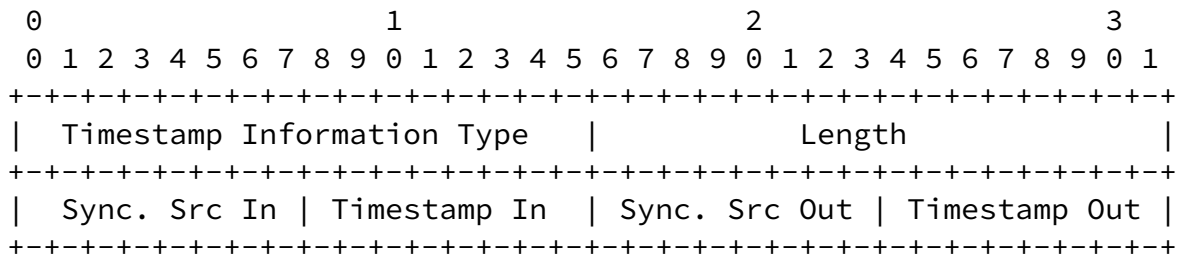 0                   1                   2                   3
 0 1 2 3 4 5 6 7 8 9 0 1 2 3 4 5 6 7 8 9 0 1 2 3 4 5 6 7 8 9 0 1
+-+-+-+-+-+-+-+-+-+-+-+-+-+-+-+-+-+-+-+-+-+-+-+-+-+-+-+-+-+-+-+-+
|  Timestamp Information Type   |           Length              |
+-+-+-+-+-+-+-+-+-+-+-+-+-+-+-+-+-+-+-+-+-+-+-+-+-+-+-+-+-+-+-+-+
|  Sync. Src In | Timestamp In  | Sync. Src Out | Timestamp Out |
+-+-+-+-+-+-+-+-+-+-+-+-+-+-+-+-+-+-+-+-+-+-+-+-+-+-+-+-+-+-+-+-+